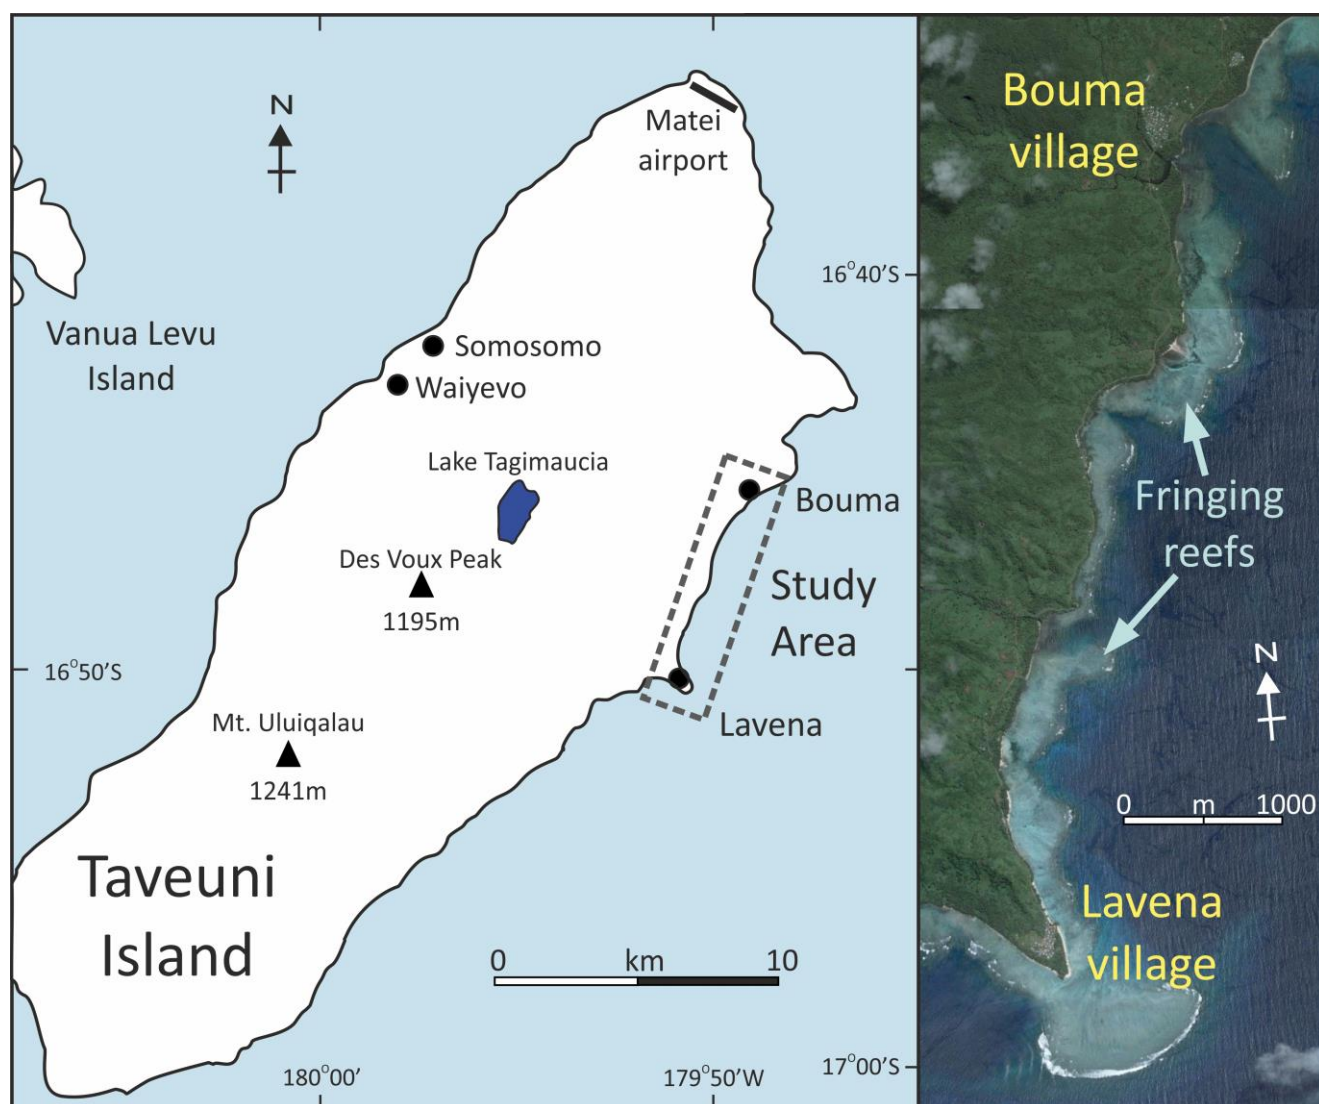 N
Matei
airport
16°40'S
Vanua Levu
Island
Somosomo
Waiyevo
Lake Tagimaucia
Bouma
Des Voux Peak
1195m
Study
Area
16°50'S
Lavena
Mt. Uluiqalau
1241m
Taveuni
Island
0 km 10
180°00'
179°50'W
17°00'S
Bouma
village
Fringing
reefs
N
0 m 1000
Lavena
village